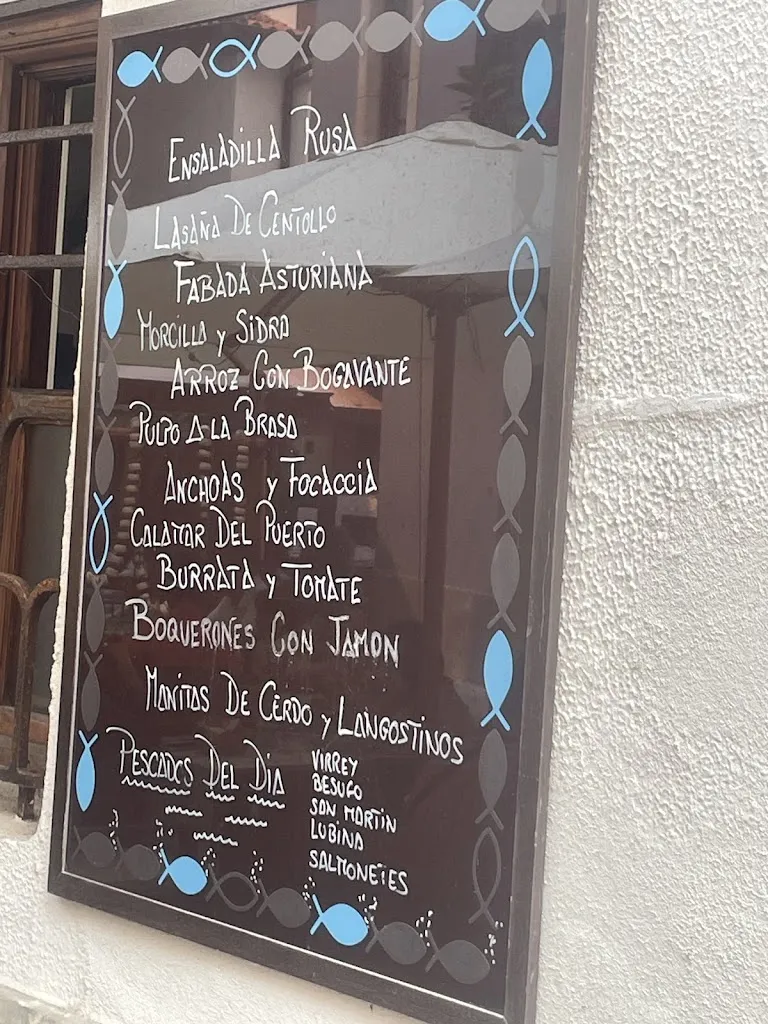 ENSALADILLA RUSA
LASAÑA DE CENTOLLO
FABADA ASTURIANA
MORCILLA y SIDRA
ARROZ CON BOGAVANTE
PULPO A LA BRASA
ANCHOAS y FOCACCIA
CALAMAR DEL PUERTO
BURRATA y TOMATE
BOQUERONES CON JAMON
MANITAS DE CERDO y LANGOSTINOS
PESCADOS DEL DIA
VIRREY
BESUGO
SAN MARTIN
LUBINA
SALMONETES